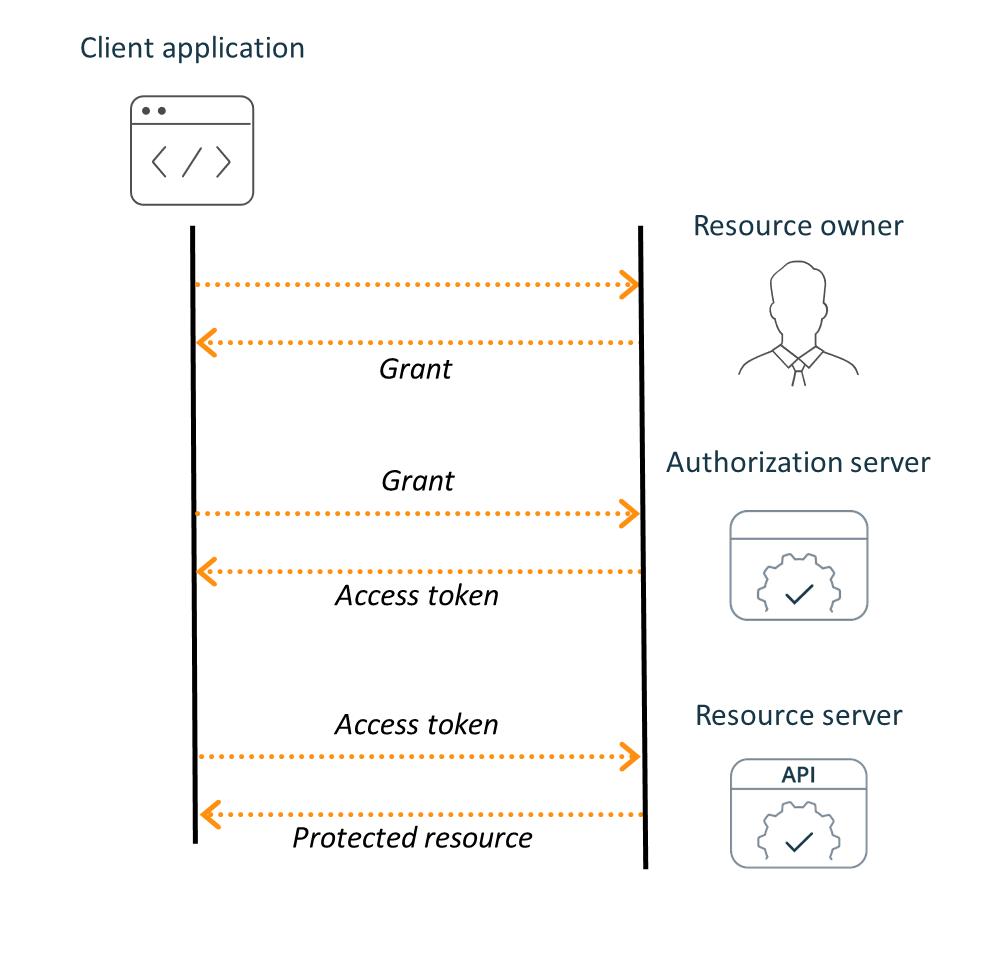 Client application
</>
Resource owner
Grant
Authorization server
Grant
Access token
Resource server
Access token
API
Protected resource